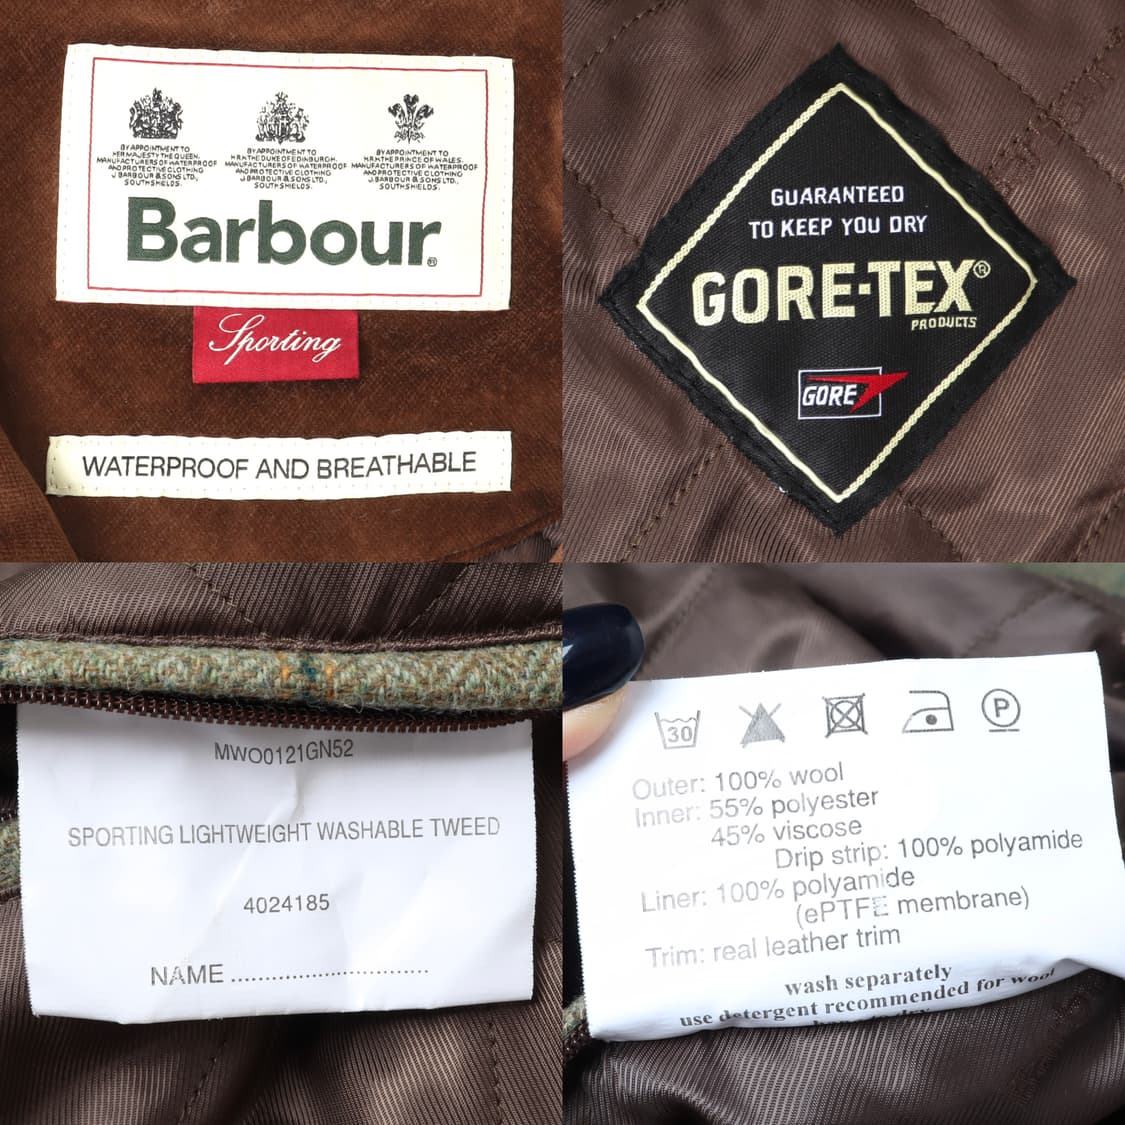 BY APPOINTMENT TO
HER MAJESTY THE QUEEN.
MANUFACTURERS OF WATERPROOF
AND PROTECTIVE CLOTHING
J. BARBOUR & SONS LTD.,
SOUTH SHIELDS.
BY APPOINTMENT TO
H.R.H. THE DUKE OF EDINBURGH.
MANUFACTURERS OF WATERPROOF
AND PROTECTIVE CLOTHING
J. BARBOUR & SONS LTD.,
SOUTH SHIELDS.
BY APPOINTMENT TO
H.R.H. THE PRINCE OF WALES.
MANUFACTURERS OF WATERPROOF
AND PROTECTIVE CLOTHING
J. BARBOUR & SONS LTD.,
SOUTH SHIELDS.
Barbour®
Sporting
WATERPROOF AND BREATHABLE
GUARANTEED
TO KEEP YOU DRY
GORE-TEX®
PRODUCTS
GORE
MWO0121GN52
SPORTING LIGHTWEIGHT WASHABLE TWEED
4024185
NAME ..............................
30
P
Outer: 100% wool
Inner: 55% polyester
45% viscose
Drip strip: 100% polyamide
Liner: 100% polyamide
(ePTFE membrane)
Trim: real leather trim
wash separately
use detergent recommended for wool